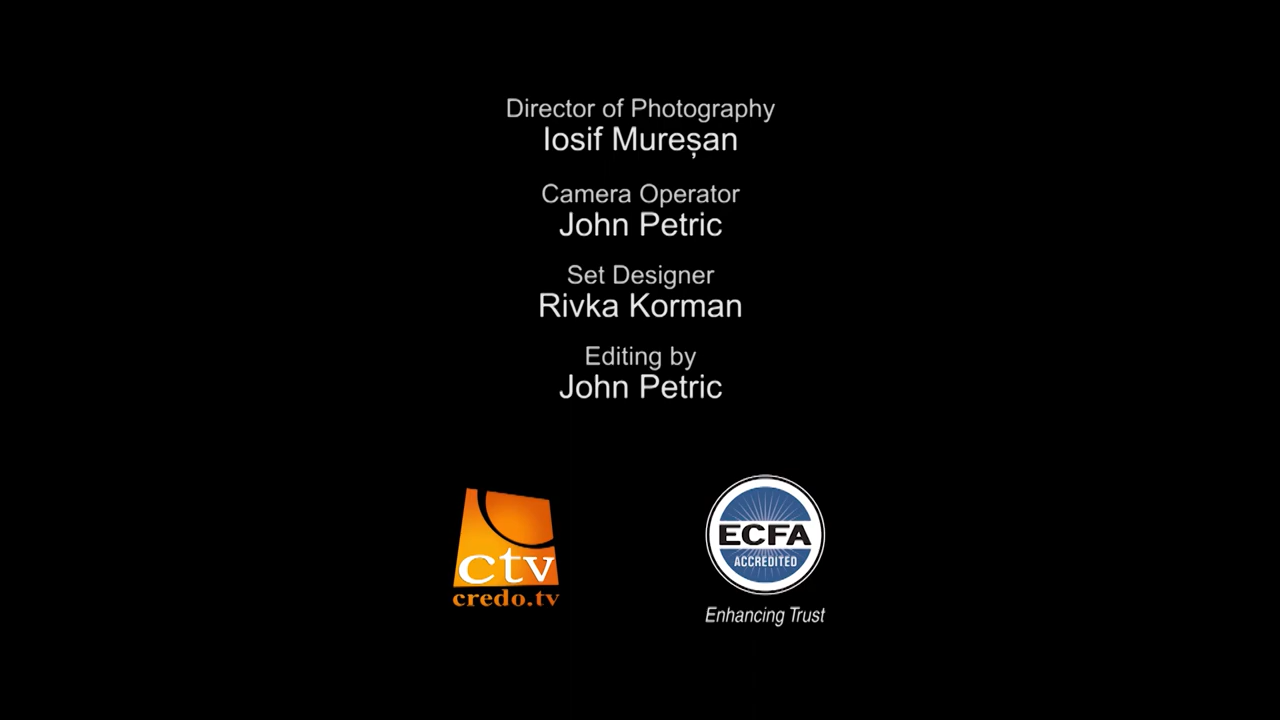 Director of Photography
Iosif Mureșan
Camera Operator
John Petric
Set Designer
Rivka Korman
Editing by
John Petric
ctv
credo.tv
ECFA
ACCREDITED
Enhancing Trust